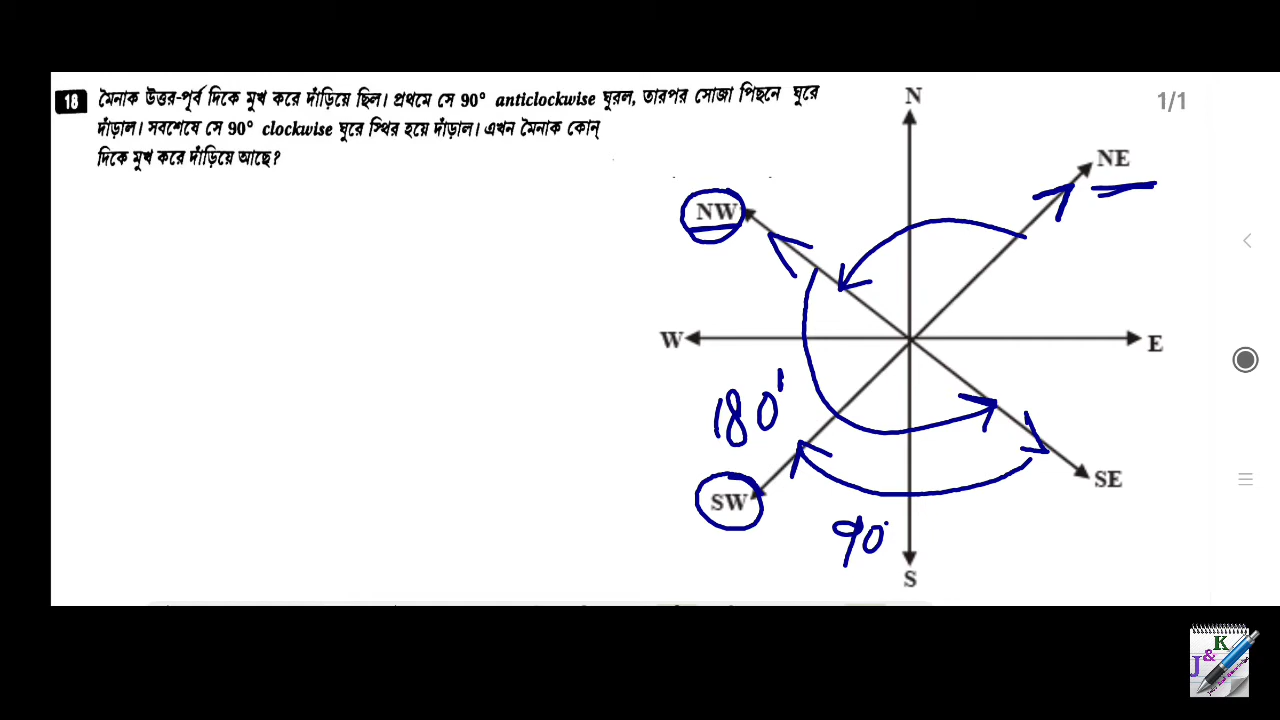 18 মৈনাক উত্তর-পূর্ব দিকে মুখ করে দাঁড়িয়ে ছিল। প্রথমে সে 90° anticlockwise ঘুরল, তারপর সোজা পিছনে ঘুরে
দাঁড়াল। সবশেষে সে 90° clockwise ঘুরে স্থির হয়ে দাঁড়াল। এখন মৈনাক কোন্
দিকে মুখ করে দাঁড়িয়ে আছে?
N
1/1
NE
NW
W
E
180°
SE
SW
90°
S
J & K